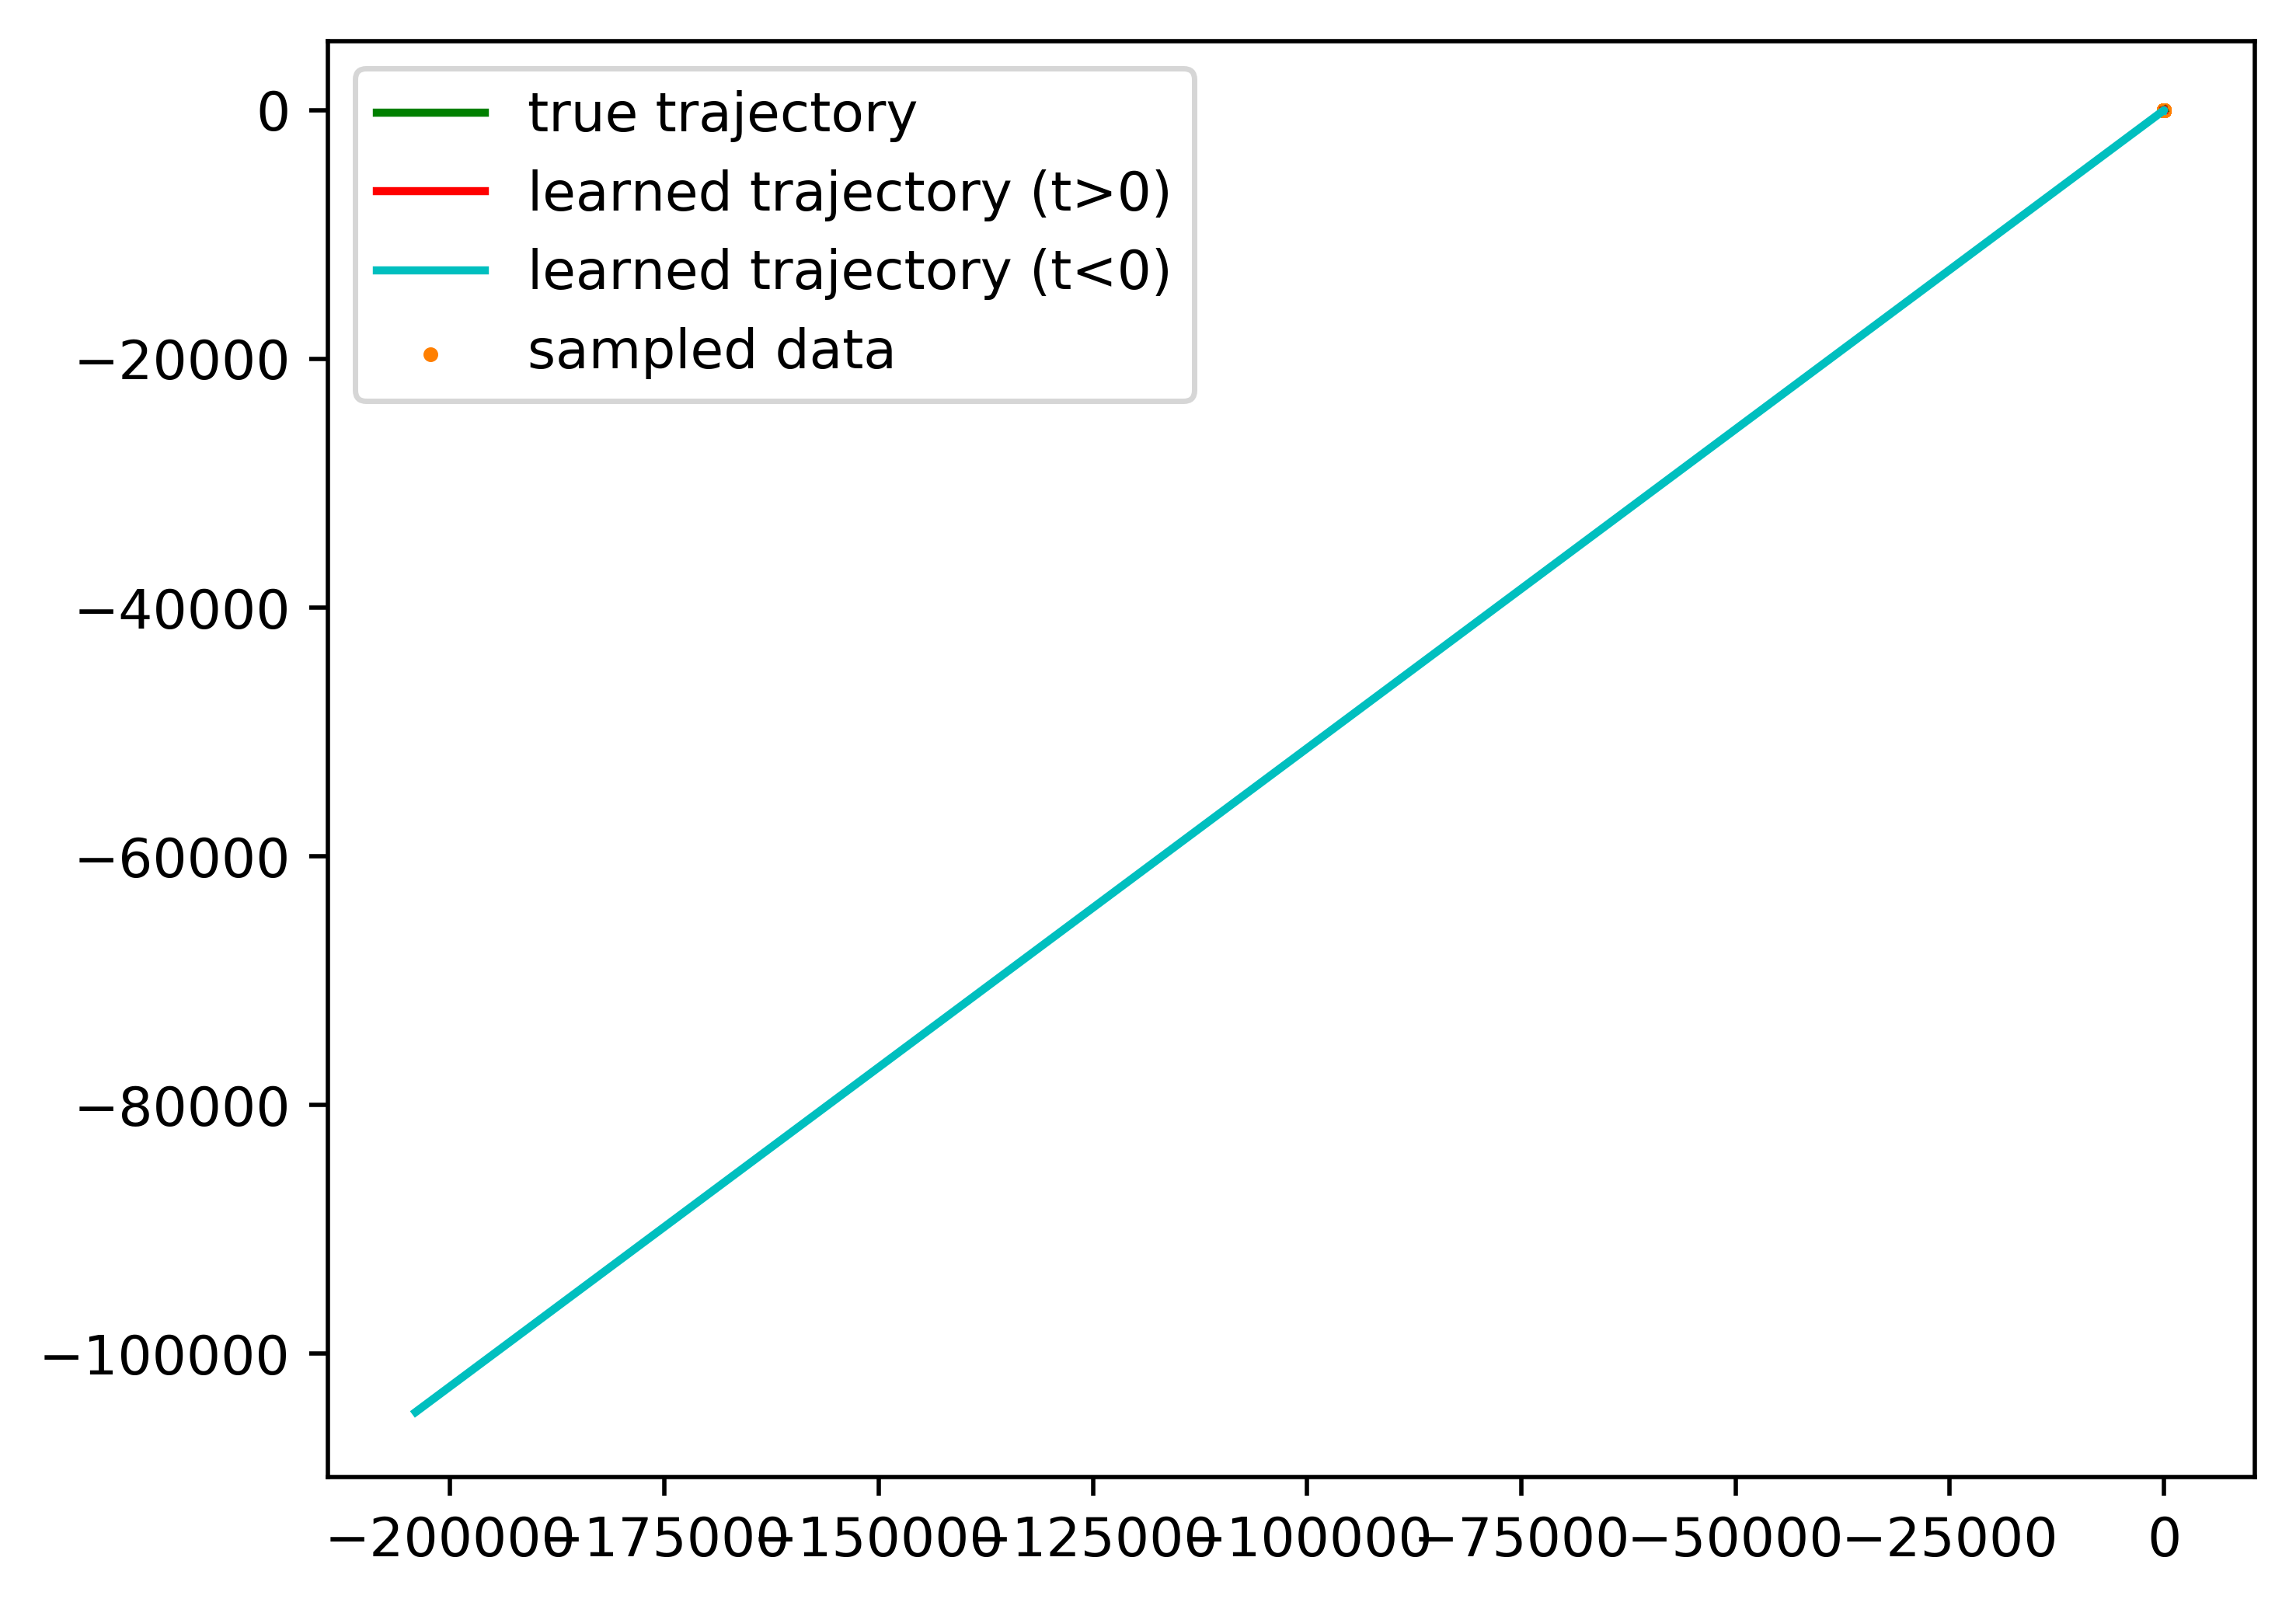 true trajectory
learned trajectory (t>0)
learned trajectory (t<0)
sampled data
0
−20000
−40000
−60000
−80000
−100000
−200000 −175000 −150000 −125000 −100000 −75000 −50000 −25000 0